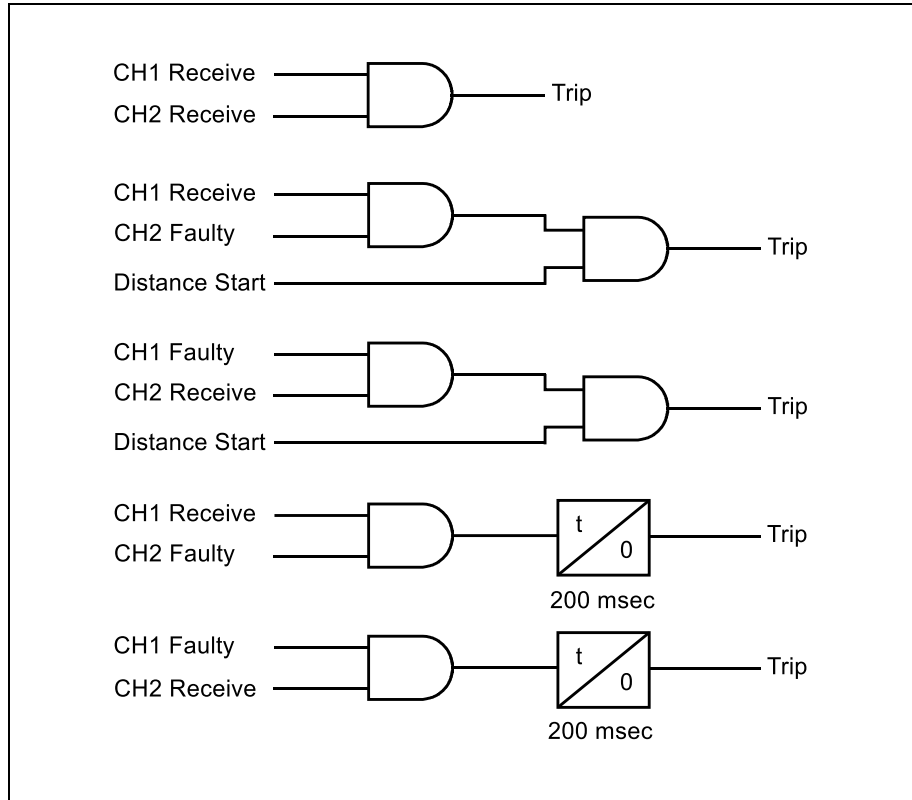 CH1 Receive
CH2 Receive
Trip
CH1 Receive
CH2 Faulty
Distance Start
Trip
CH1 Faulty
CH2 Receive
Distance Start
Trip
CH1 Receive
CH2 Faulty
t
0
Trip
200 msec
CH1 Faulty
CH2 Receive
t
0
Trip
200 msec